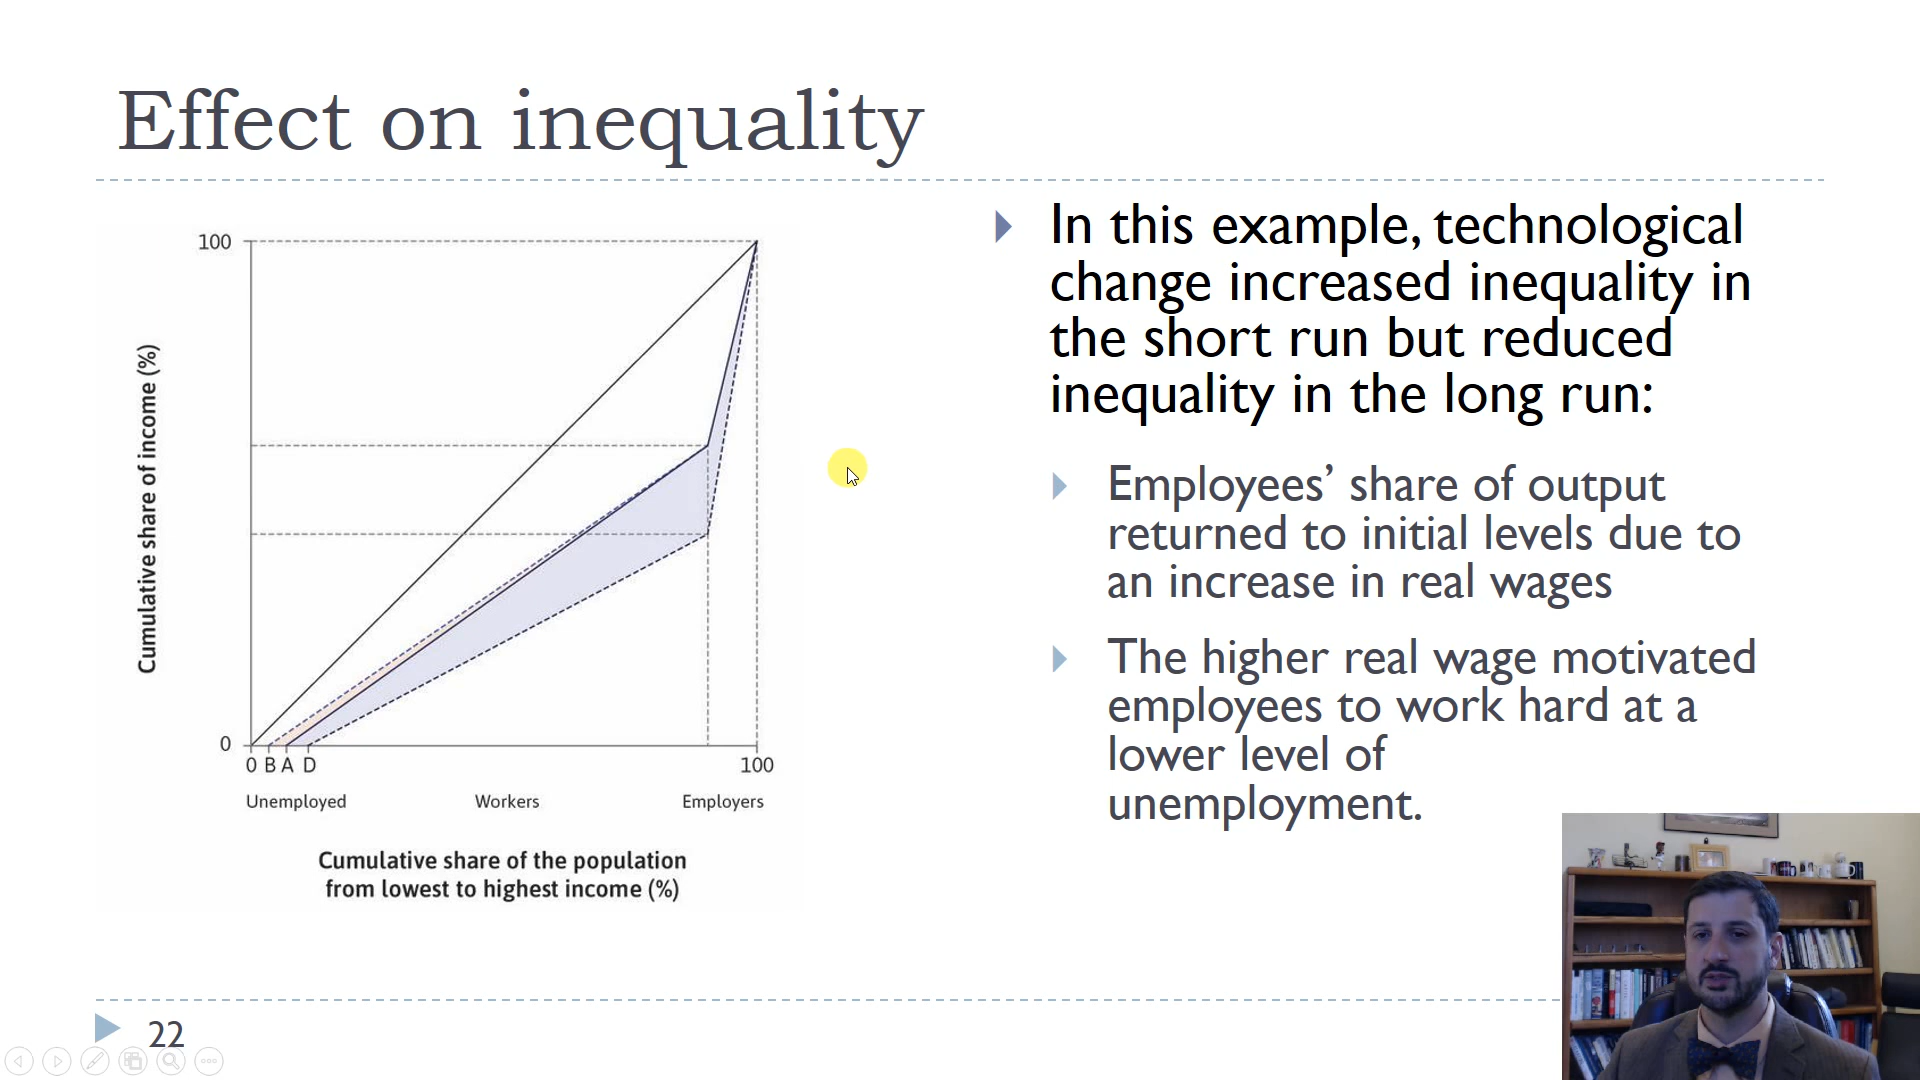 Effect on inequality
100
Cumulative share of income (%)
0
0 B A D
100
Unemployed
Workers
Employers
Cumulative share of the population
from lowest to highest income (%)
In this example, technological
change increased inequality in
the short run but reduced
inequality in the long run:
Employees’ share of output
returned to initial levels due to
an increase in real wages
The higher real wage motivated
employees to work hard at a
lower level of
unemployment.
22